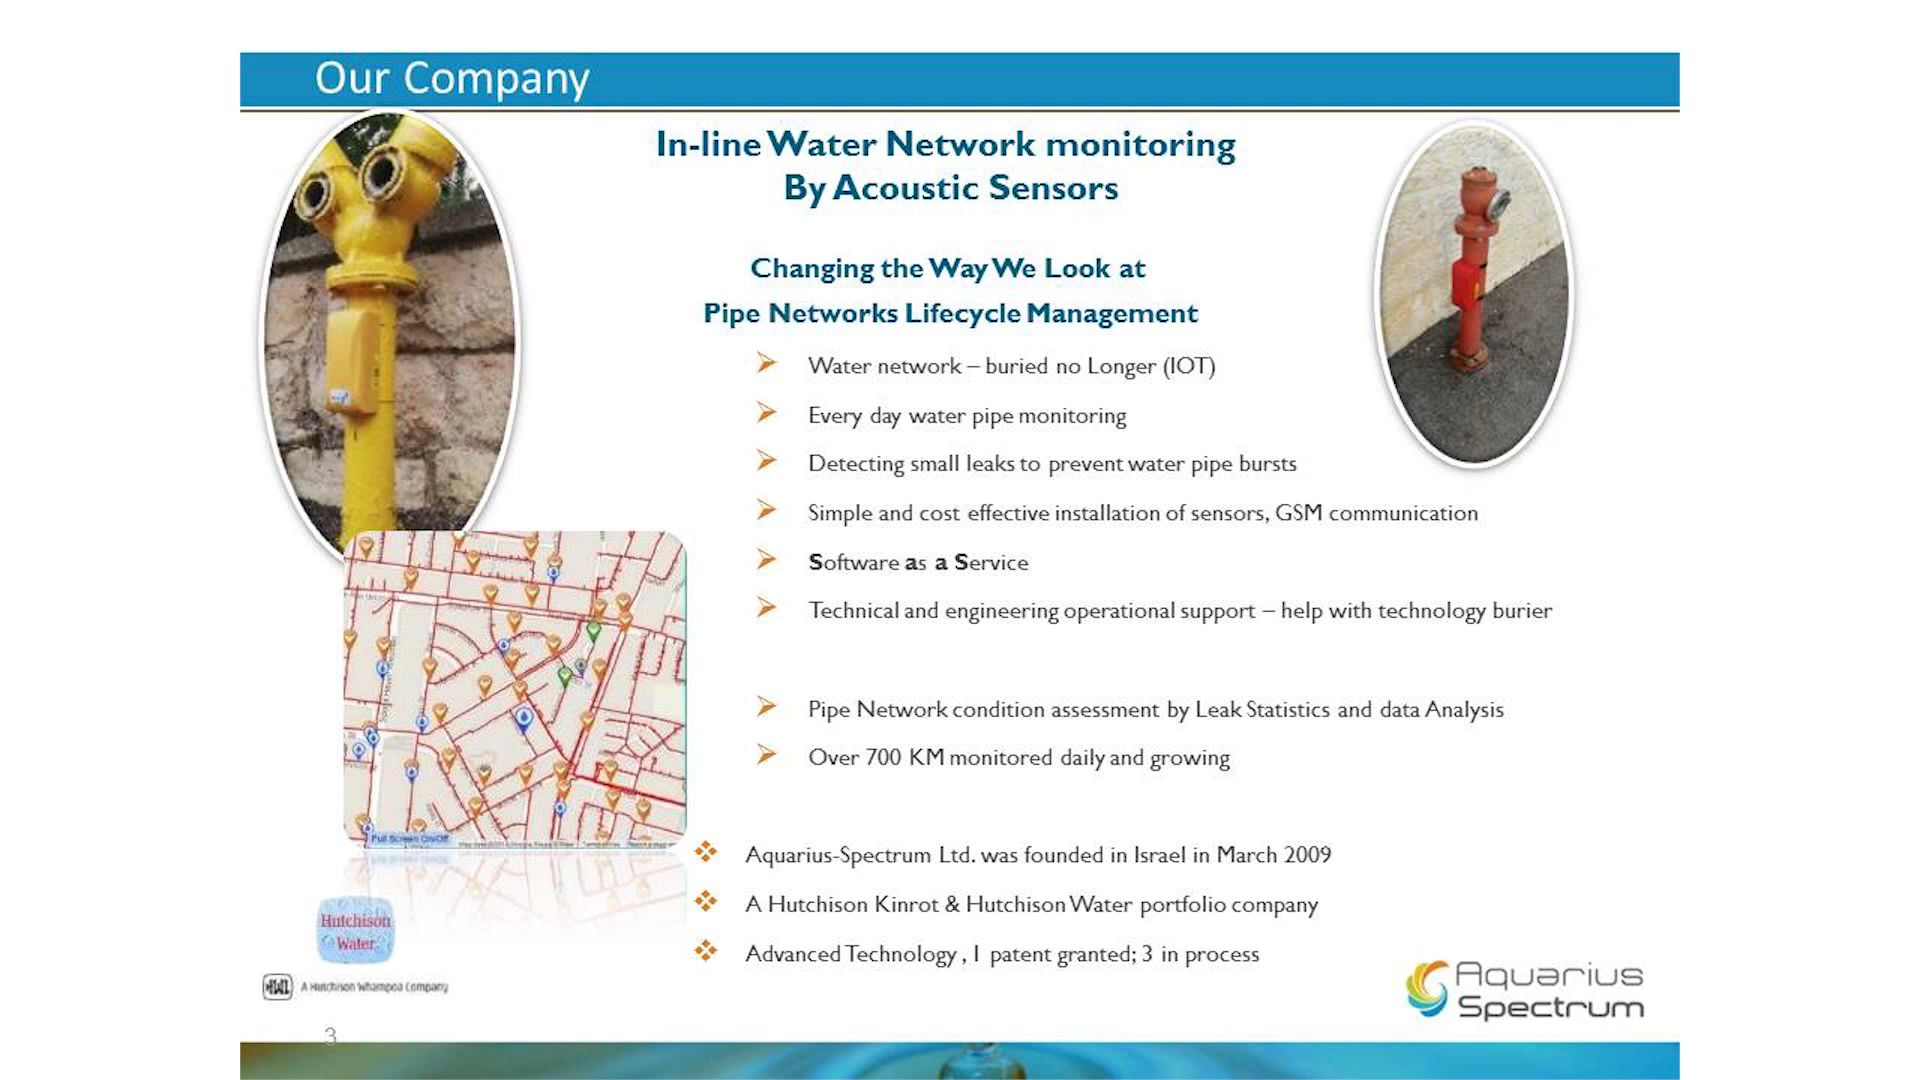 Our Company
In-line Water Network monitoring
By Acoustic Sensors
Changing the Way We Look at
Pipe Networks Lifecycle Management
Water network – buried no Longer (IOT)
Every day water pipe monitoring
Detecting small leaks to prevent water pipe bursts
Simple and cost effective installation of sensors, GSM communication
Software as a Service
Technical and engineering operational support – help with technology burier
Pipe Network condition assessment by Leak Statistics and data Analysis
Over 700 KM monitored daily and growing
Full Screen On/Off
Aquarius-Spectrum Ltd. was founded in Israel in March 2009
A Hutchison Kinrot & Hutchison Water portfolio company
Advanced Technology , 1 patent granted; 3 in process
Hutchison
Water
A Hutchison Whampoa Company
Aquarius
Spectrum
3